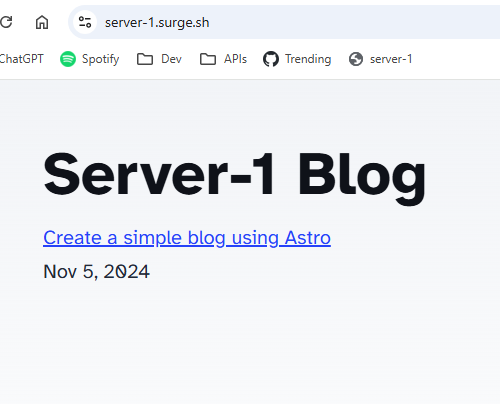 server-1.surge.sh
ChatGPT Spotify Dev APIs Trending server-1
Server-1 Blog
Create a simple blog using Astro
Nov 5, 2024